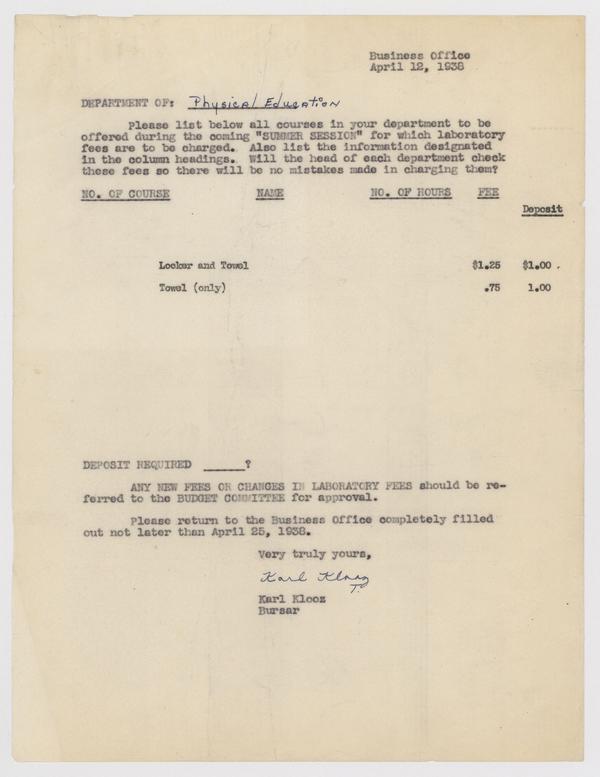 Business Office
April 12, 1938
DEPARTMENT OF: Physical Education
Please list below all courses in your department to be
offered during the coming "SUMMER SESSION" for which laboratory
fees are to be charged. Also list the information designated
in the column headings. Will the head of each department check
these fees so there will be no mistakes made in charging them?
NO. OF COURSE NAME NO. OF HOURS FEE
Deposit
Locker and Towel $1.25 $1.00
Towel (only) .75 1.00
DEPOSIT REQUIRED ______?
ANY NEW FEES OR CHANGES IN LABORATORY FEES should be re-
ferred to the BUDGET COMMITTEE for approval.
Please return to the Business Office completely filled
out not later than April 25, 1938.
Very truly yours,
Karl Klooz
T.
Karl Klooz
Bursar